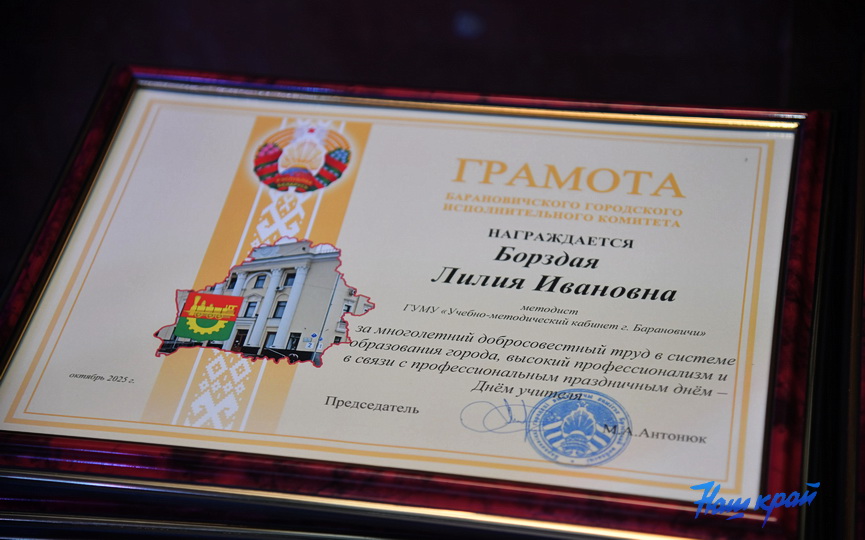 ГРАМОТА
БАРАНОВИЧСКОГО ГОРОДСКОГО
ИСПОЛНИТЕЛЬНОГО КОМИТЕТА
НАГРАЖДАЕТСЯ
Борздая
Лилия Ивановна
методист
ГУМУ «Учебно-методический кабинет г. Барановичи»
за многолетний добросовестный труд в системе
образования города, высокий профессионализм и
в связи с профессиональным праздничным днём –
Днём учителя
октябрь 2025 г.
Председатель
М.А.Антонюк
Наш край